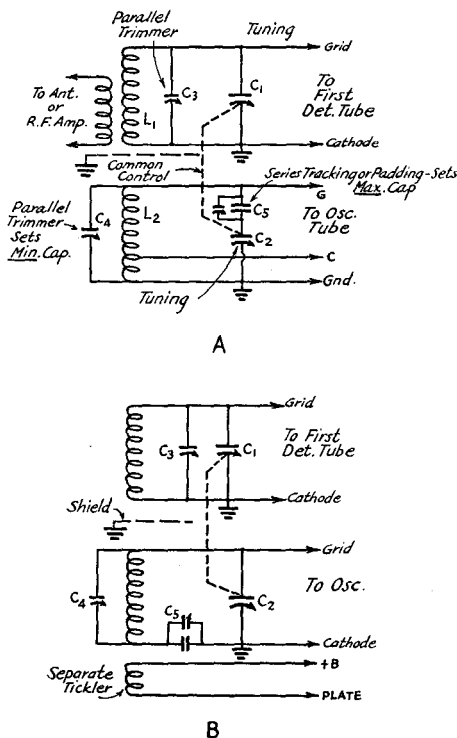 Parallel
Trimmer
Tuning
Grid
C3
C1
To
First
Det. Tube
To Ant.
or
R.F. Amp.
L1
Cathode
Common
Control
Series Tracking or Padding-Sets
Max. Cap
G
Parallel
Trimmer
Sets
Min. Cap.
C4
L2
C5
To Osc.
Tube
C2
C
Tuning
Gnd.
A
Grid
C3
C1
To First
Det. Tube
Cathode
Shield
Grid
C4
C5
C2
To Osc.
Cathode
Separate
Tickler
+B
PLATE
B